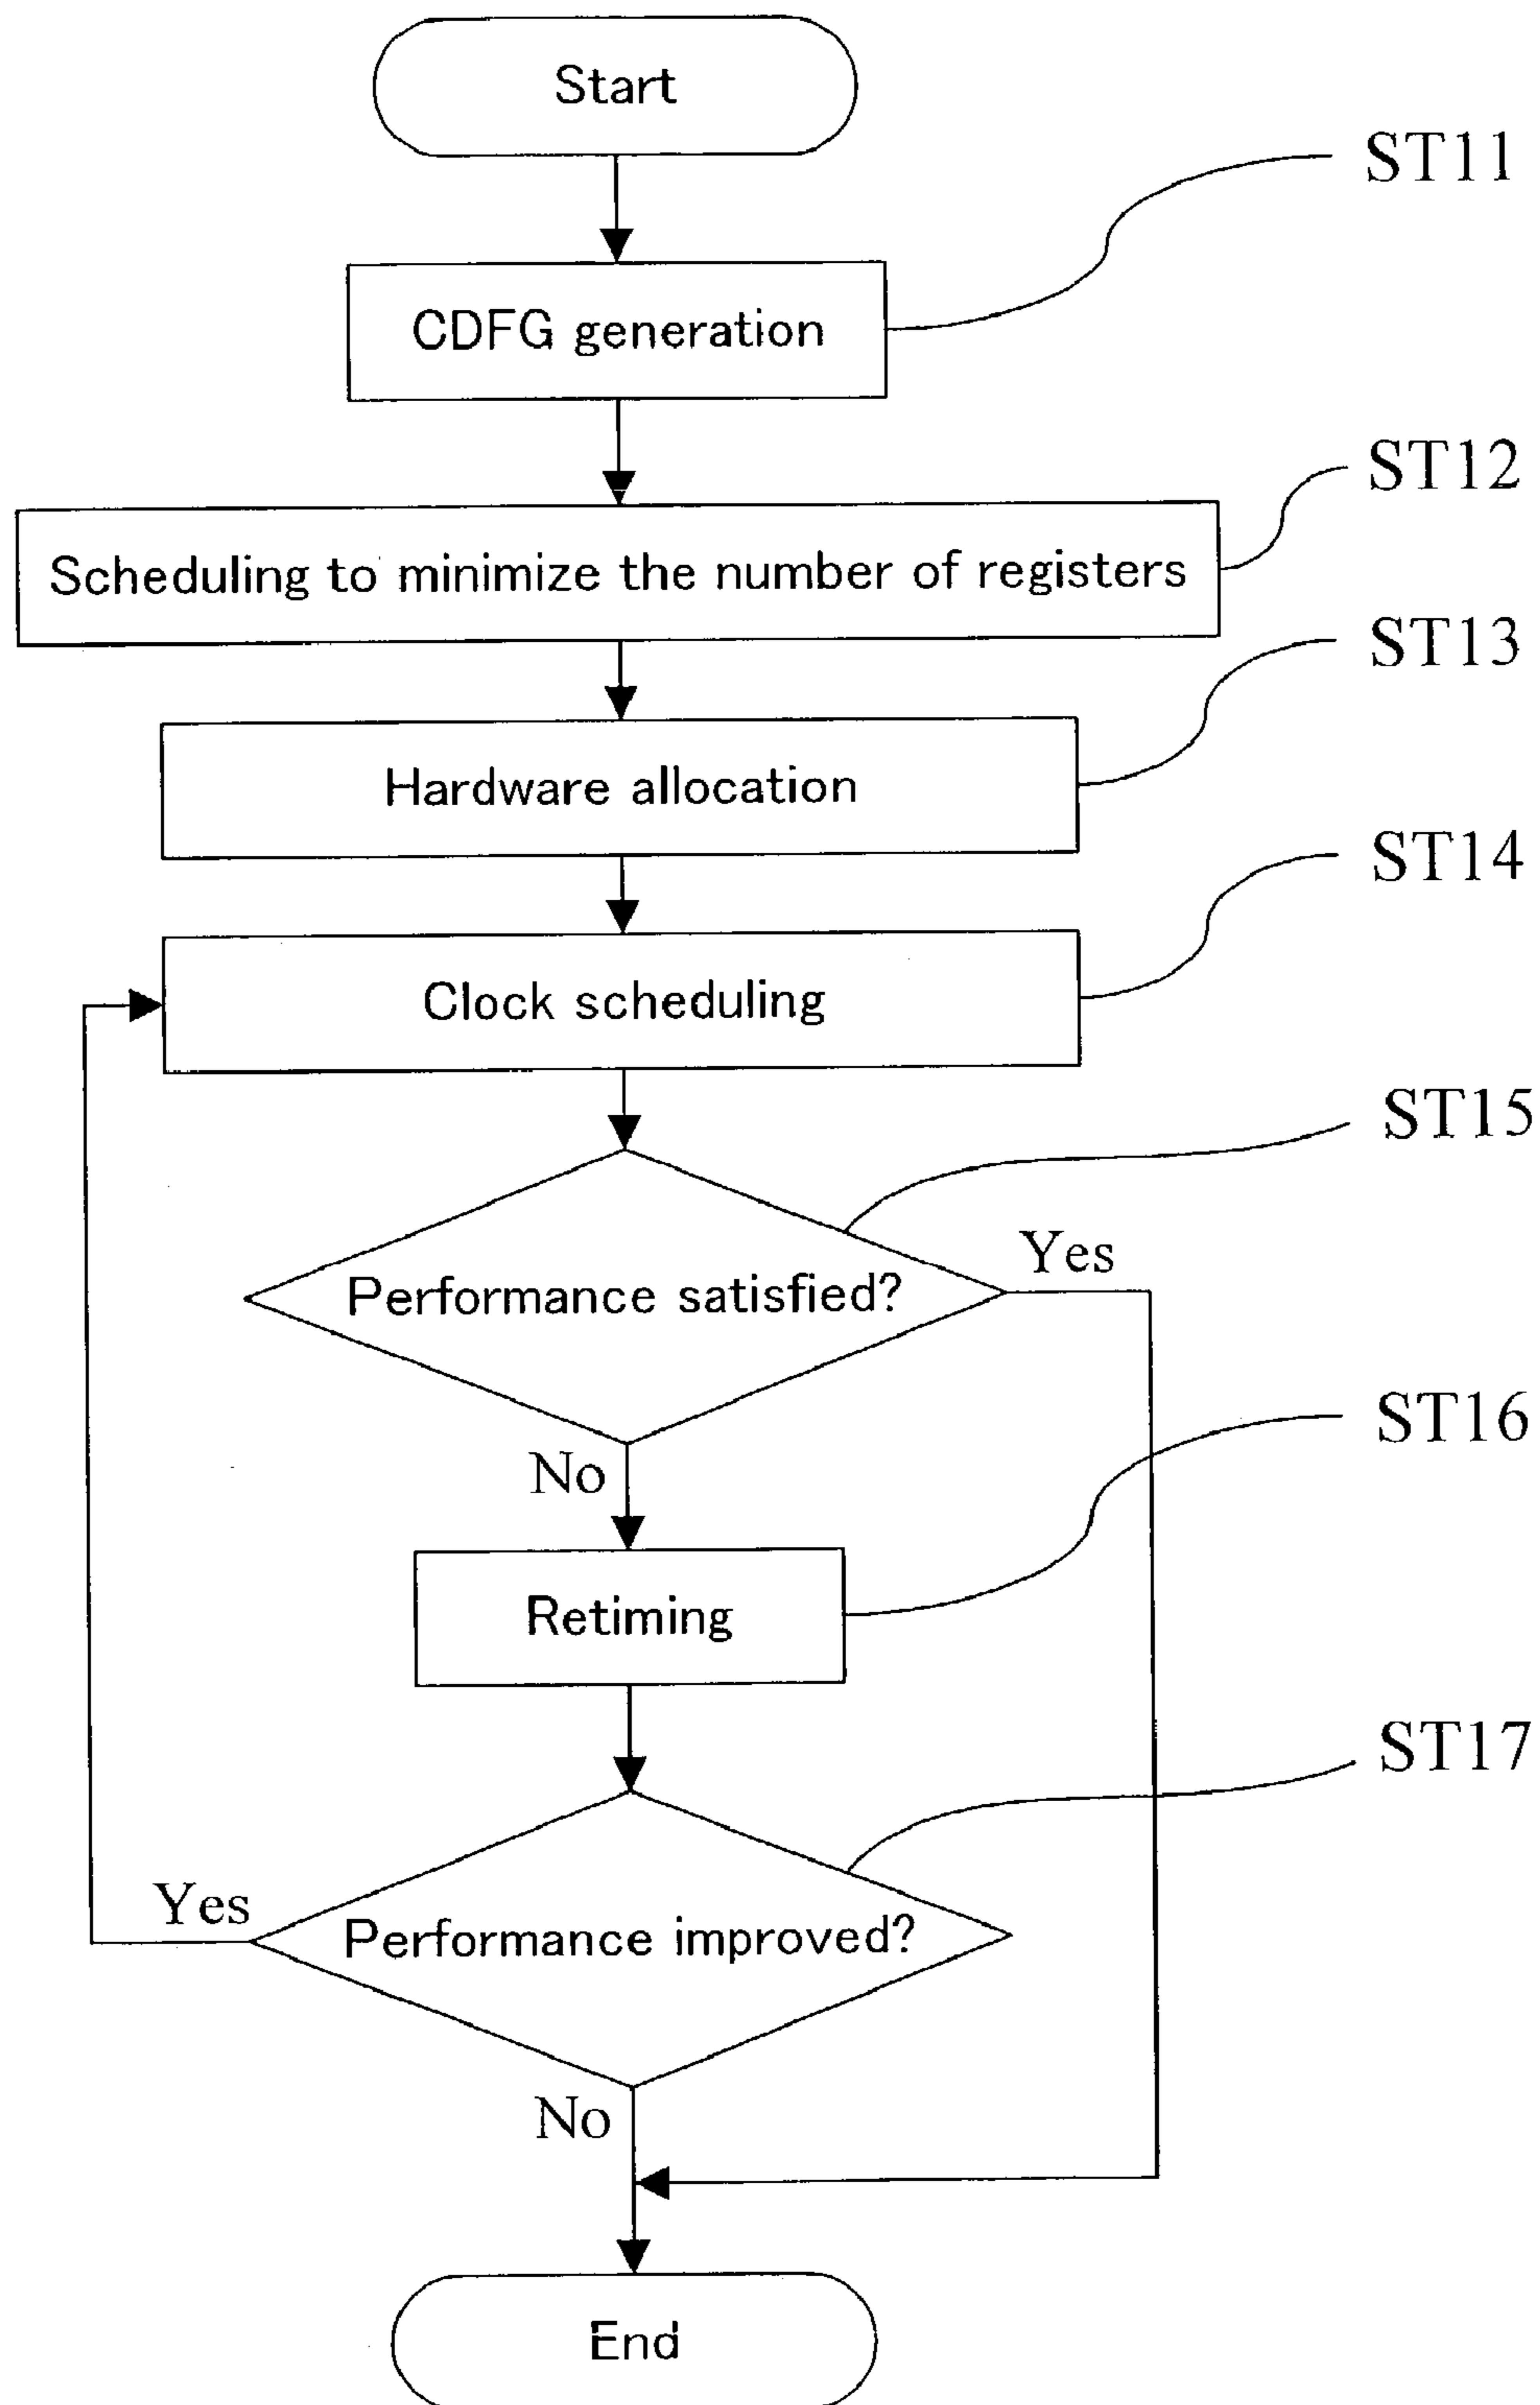 Start
ST11
CDFG generation
ST12
Scheduling to minimize the number of registers
ST13
Hardware allocation
ST14
Clock scheduling
ST15
Yes
Performance satisfied?
No
ST16
Retiming
ST17
Yes
Performance improved?
No
End